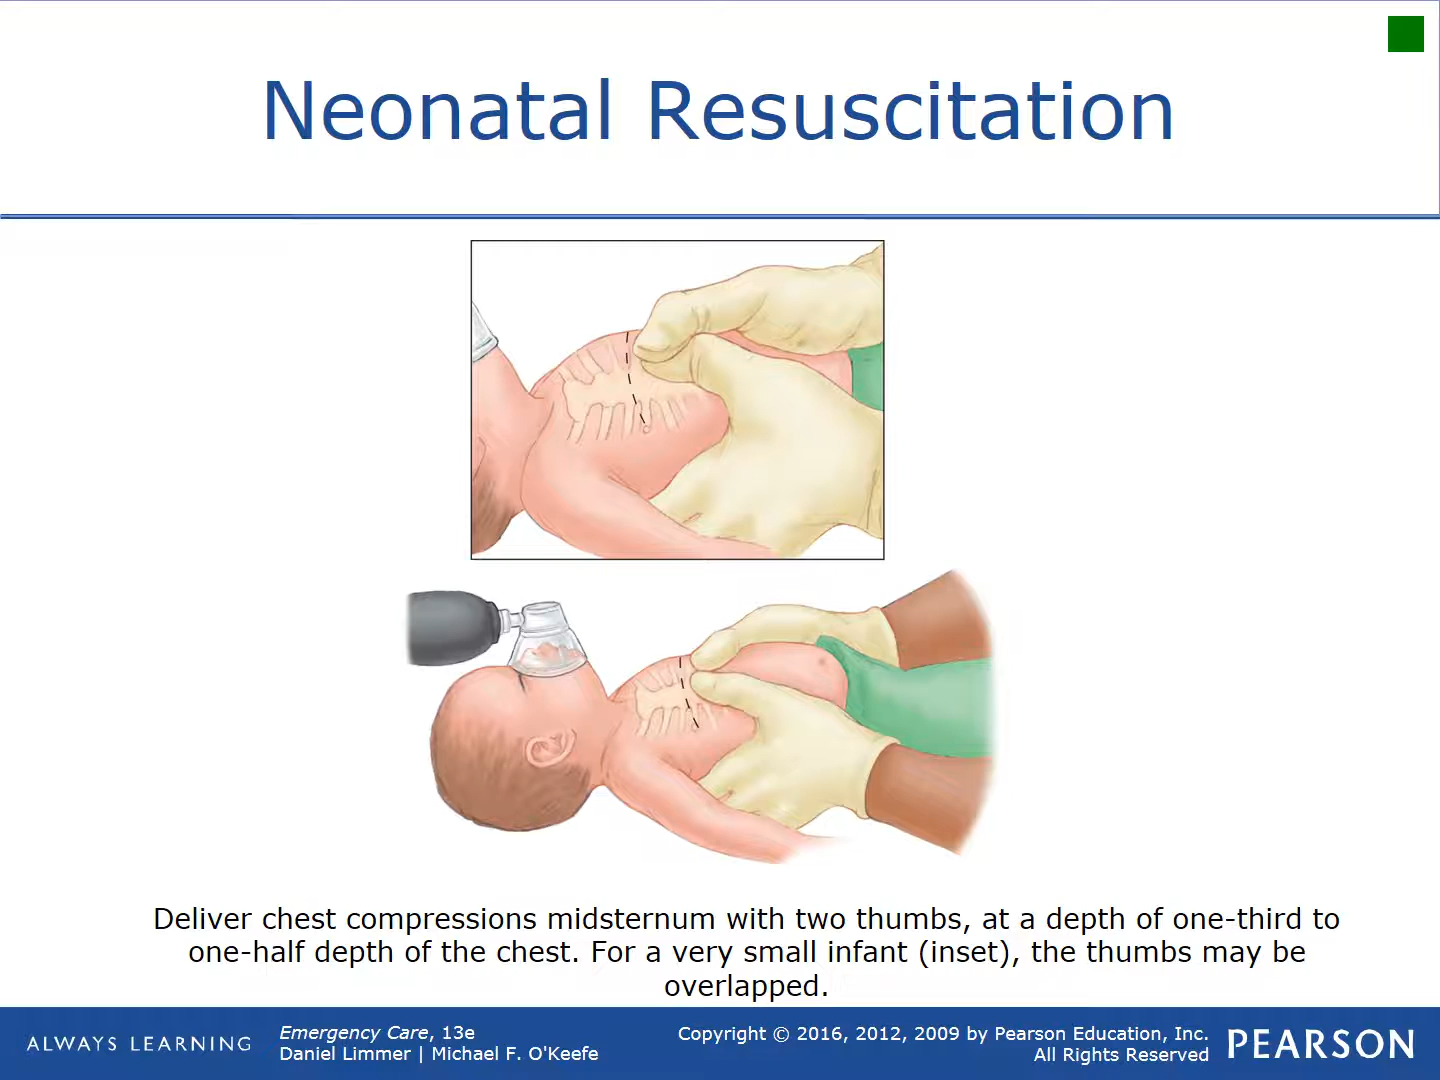 Neonatal Resuscitation
Deliver chest compressions midsternum with two thumbs, at a depth of one-third to
one-half depth of the chest. For a very small infant (inset), the thumbs may be
overlapped.
ALWAYS LEARNING
Emergency Care, 13e
Daniel Limmer | Michael F. O'Keefe
Copyright © 2016, 2012, 2009 by Pearson Education, Inc.
All Rights Reserved
PEARSON